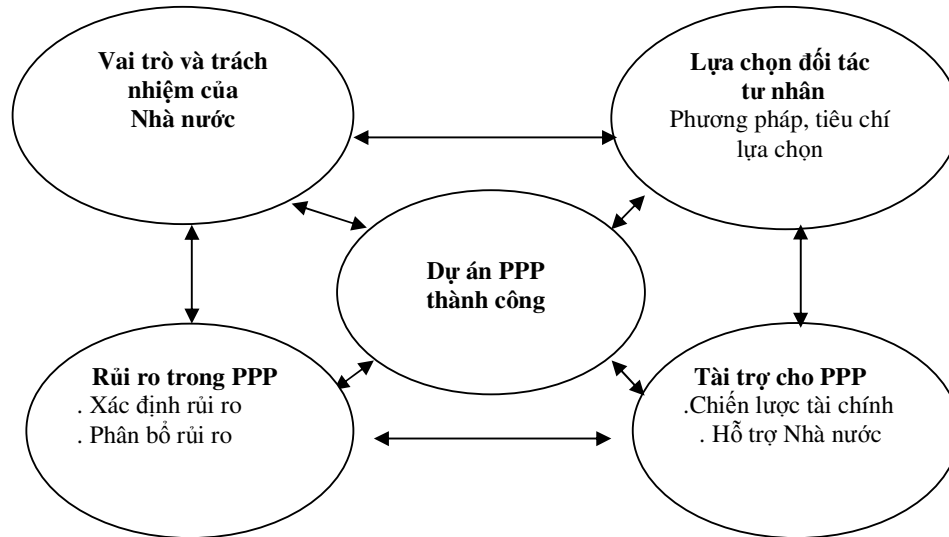 Vai trò và trách
nhiệm của
Nhà nước
Lựa chọn đối tác
tư nhân
Phương pháp, tiêu chí
lựa chọn
Dự án PPP
thành công
Rủi ro trong PPP
. Xác định rủi ro
. Phân bổ rủi ro
Tài trợ cho PPP
.Chiến lược tài chính
. Hỗ trợ Nhà nước